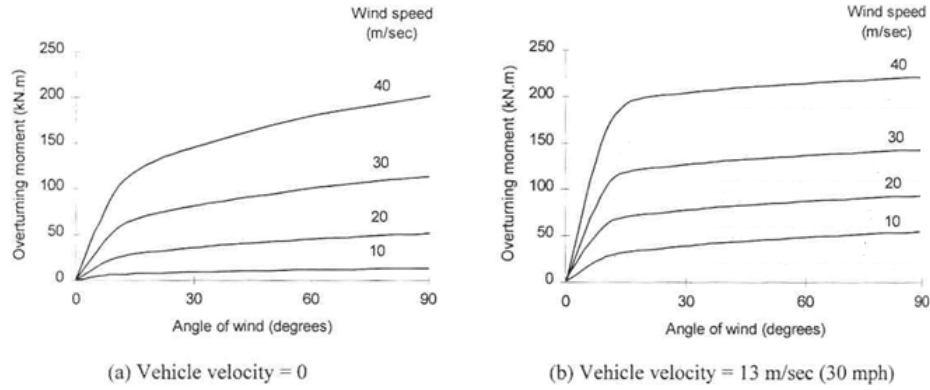 Wind speed
(m/sec)
250
200
150
100
50
0
Overturning moment (kN.m)
40
30
20
10
0
30
60
90
Angle of wind (degrees)
(a) Vehicle velocity = 0
Wind speed
(m/sec)
250
200
150
100
50
0
Overturning moment (kN.m)
40
30
20
10
0
30
60
90
Angle of wind (degrees)
(b) Vehicle velocity = 13 m/sec (30 mph)